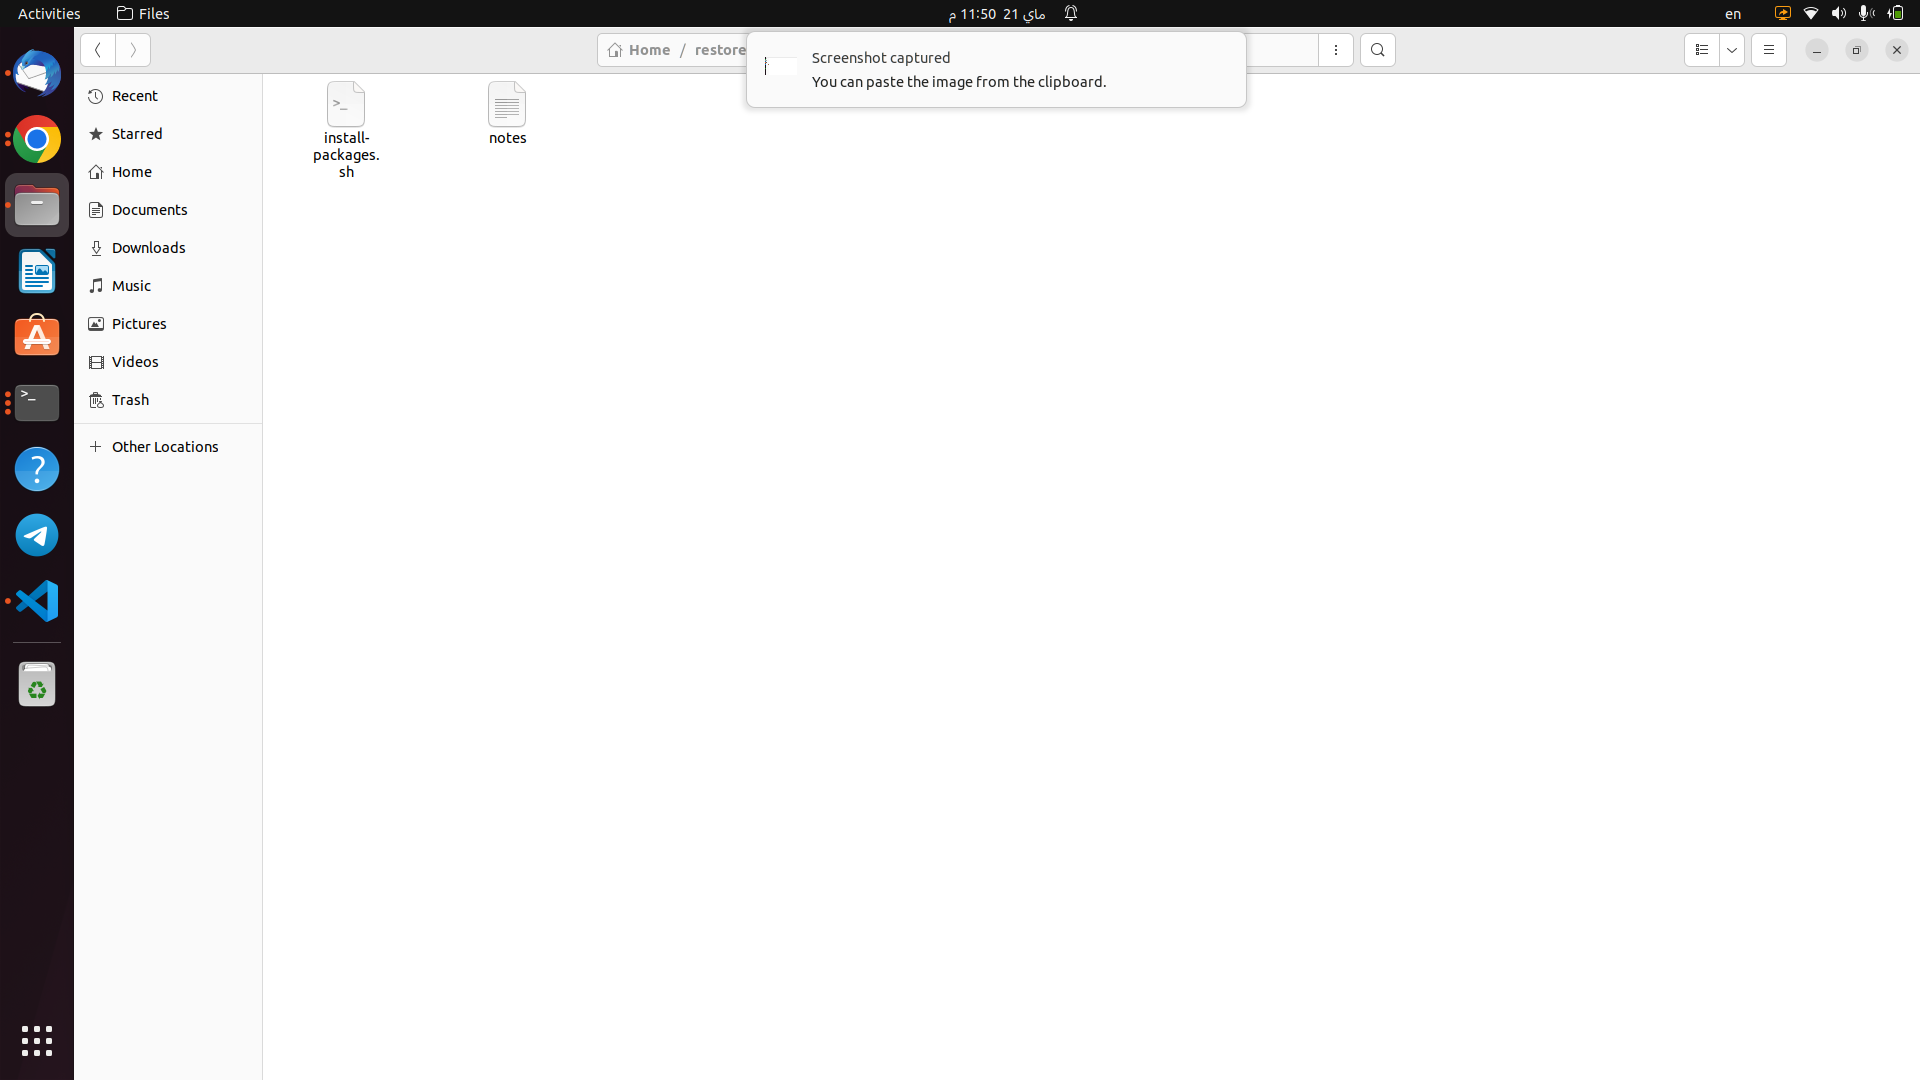 Activities
Files
ماي 21 11:50 م
en
Home / restore
Screenshot captured
You can paste the image from the clipboard.
Recent
Starred
Home
Documents
Downloads
Music
Pictures
Videos
Trash
Other Locations
install-
packages.
sh
notes